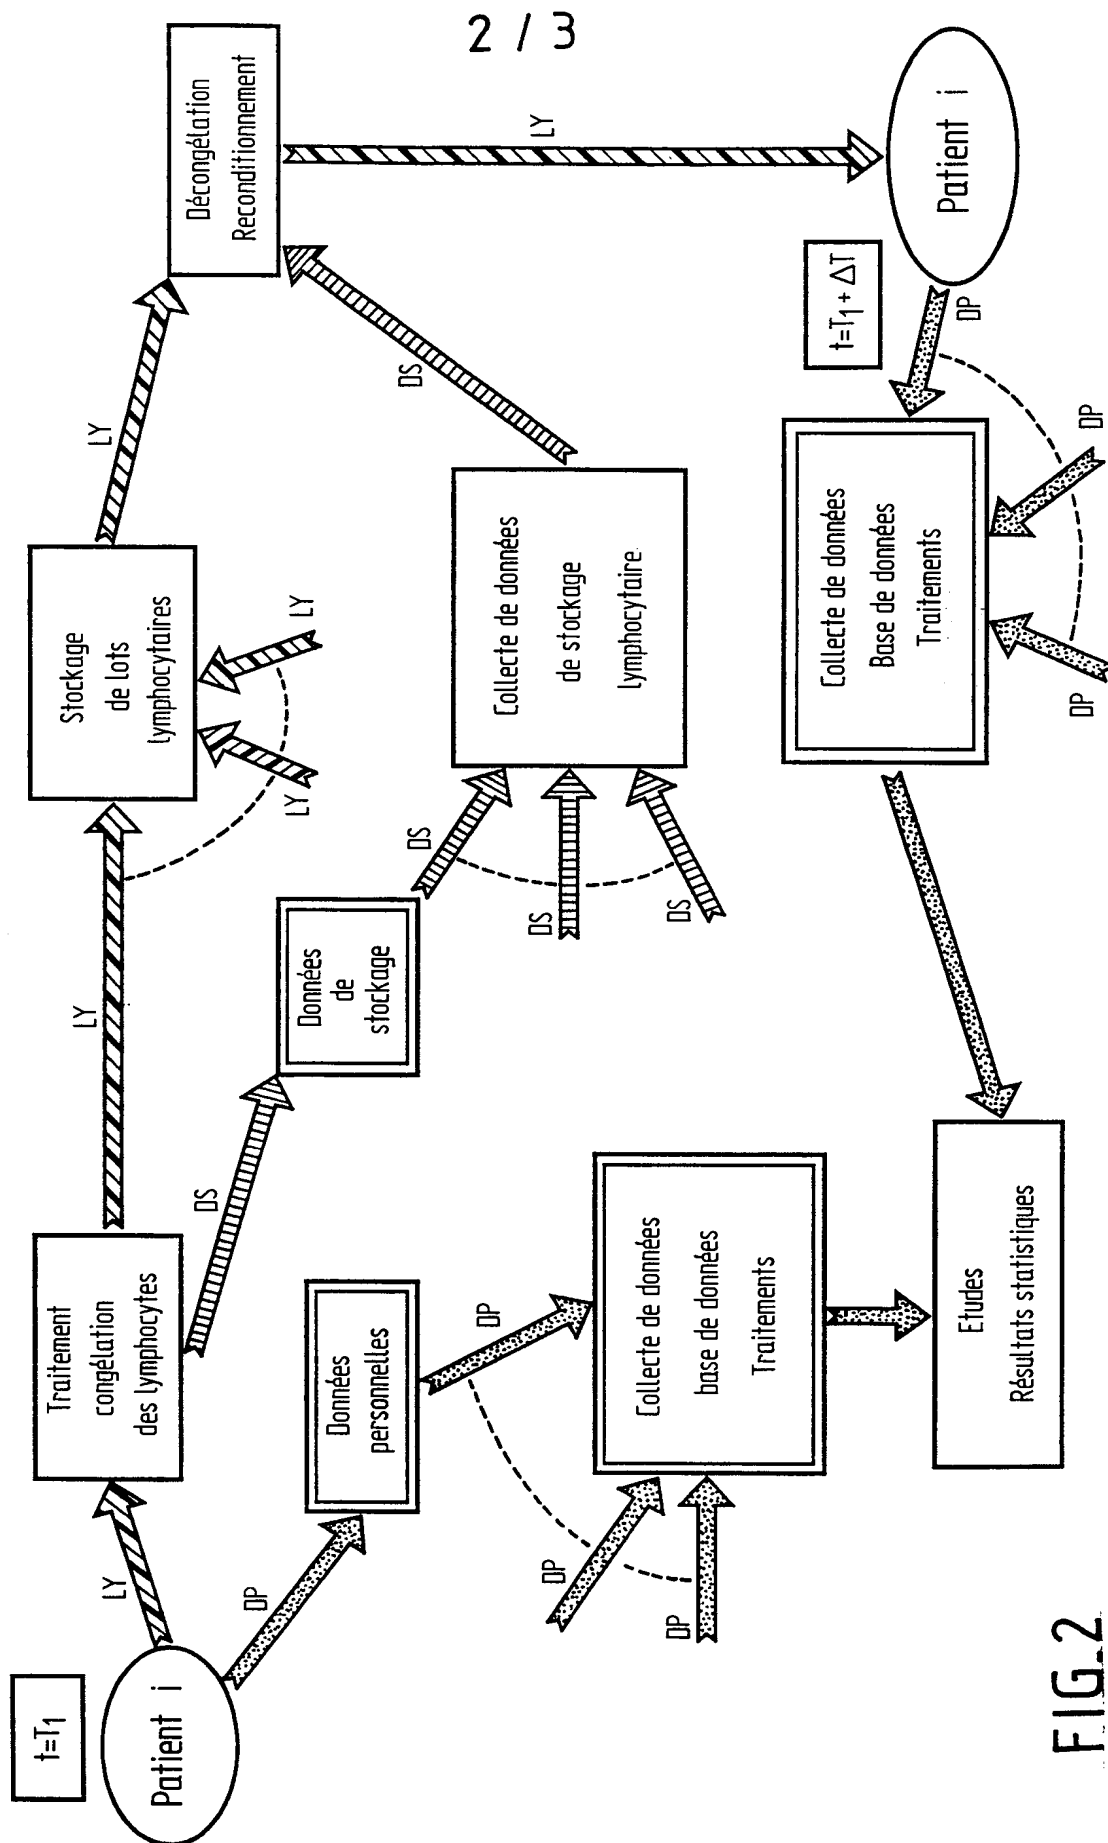 2 / 3
t=T₁
Patient i
LY
DP
Traitement
congélation
des lymphocytes
LY
DS
Stockage
de lots
lymphocytaires
LY
LY
LY
Décongélation
Reconditionnement
LY
Données
de
stockage
DS
DS
DS
Collecte de données
de stockage
lymphocytaire
DS
Données
personnelles
DP
DP
DP
Collecte de données
base de données
Traitements
Etudes
Résultats statistiques
Collecte de données
Base de données
Traitements
DP
DP
DP
t=T₁ + ΔT
Patient i
FIG_2